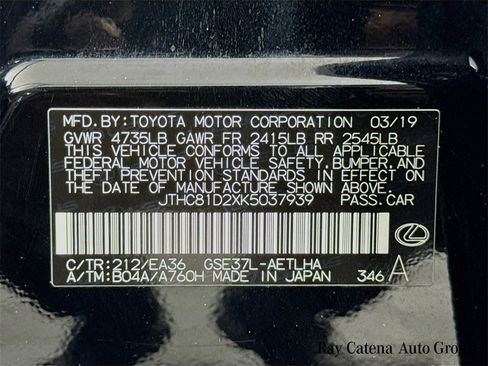 MFD. BY: TOYOTA MOTOR CORPORATION 03/19
GVWR 4735LB GAWR FR 2415LB RR 2545LB
THIS VEHICLE CONFORMS TO ALL APPLICABLE
FEDERAL MOTOR VEHICLE SAFETY, BUMPER, AND
THEFT PREVENTION STANDARDS IN EFFECT ON
THE DATE OF MANUFACTURE SHOWN ABOVE.
JTHC81D2XK5037939 PASS.CAR
C/TR: 212/EA36 GSE37L-AETLHA
A/TM: B04A/A760H MADE IN JAPAN 346 A
Ray Catena Auto Gro